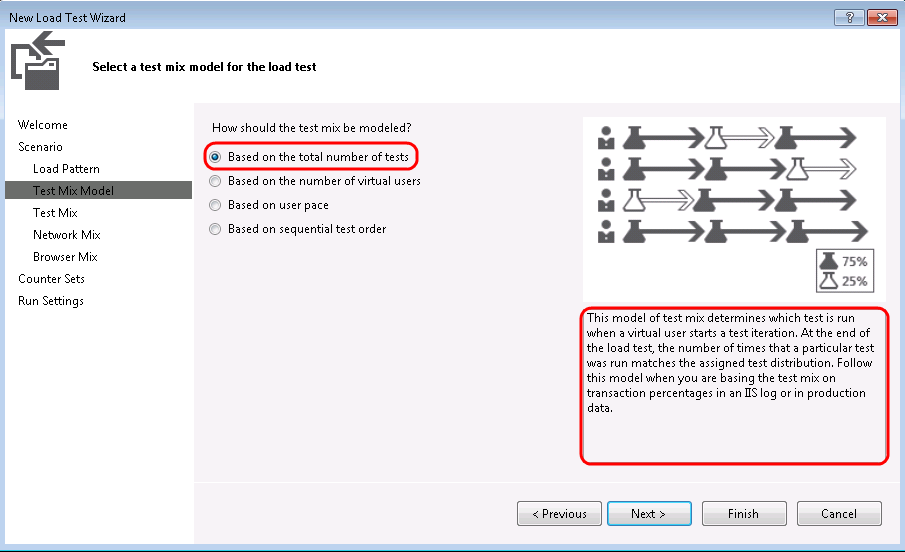 New Load Test Wizard
Select a test mix model for the load test
Welcome
Scenario
Load Pattern
Test Mix Model
Test Mix
Network Mix
Browser Mix
Counter Sets
Run Settings
How should the test mix be modeled?
Based on the total number of tests
Based on the number of virtual users
Based on user pace
Based on sequential test order
75%
25%
This model of test mix determines which test is run
when a virtual user starts a test iteration. At the end of
the load test, the number of times that a particular test
was run matches the assigned test distribution. Follow
this model when you are basing the test mix on
transaction percentages in an IIS log or in production
data.
< Previous
Next >
Finish
Cancel